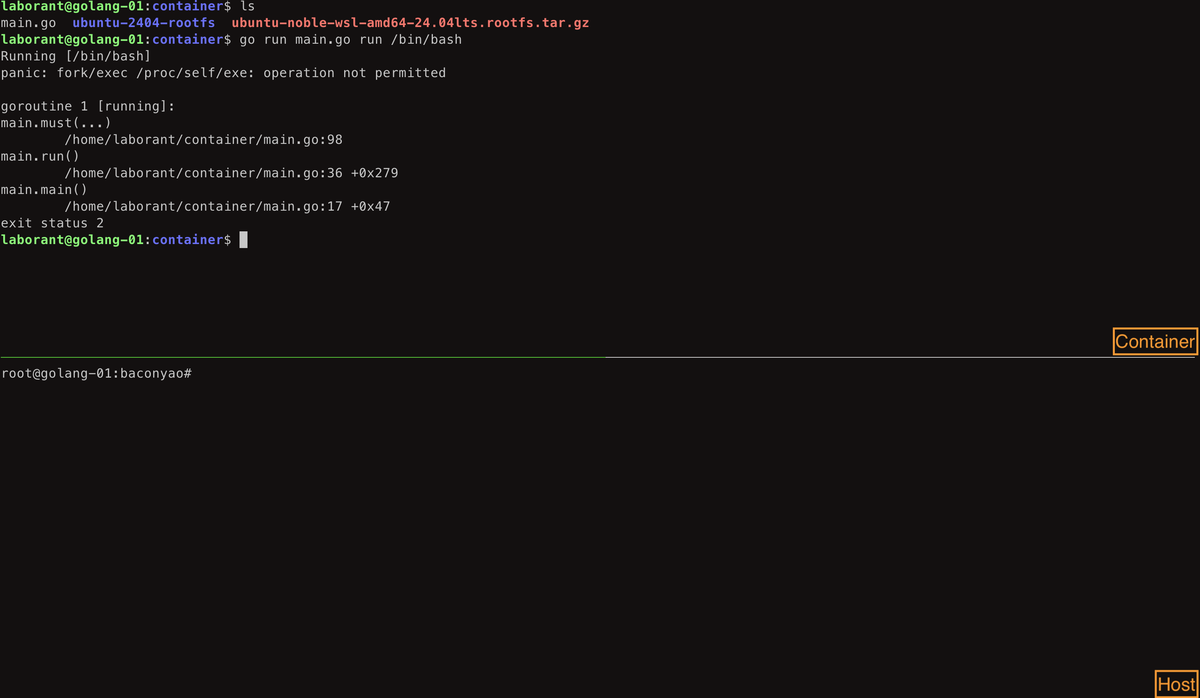 laborant@golang-01:container$ ls
main.go  ubuntu-2404-rootfs  ubuntu-noble-wsl-amd64-24.04lts.rootfs.tar.gz
laborant@golang-01:container$ go run main.go run /bin/bash
Running [/bin/bash]
panic: fork/exec /proc/self/exe: operation not permitted
goroutine 1 [running]:
main.must(...)
        /home/laborant/container/main.go:98
main.run()
        /home/laborant/container/main.go:36 +0x279
main.main()
        /home/laborant/container/main.go:17 +0x47
exit status 2
laborant@golang-01:container$
Container
root@golang-01:baconyao#
Host